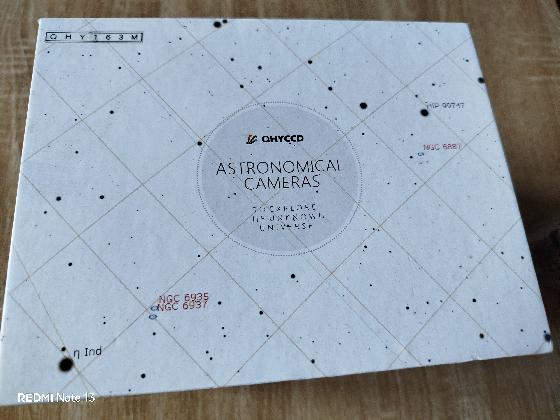 QHY163M
HIP 99747
NGC 6887
QHYCCD
ASTRONOMICAL
CAMERAS
TO EXPLORE
THE UNKNOWN
UNIVERSE
NGC 6935
NGC 6937
η Ind
REDMI Note 13